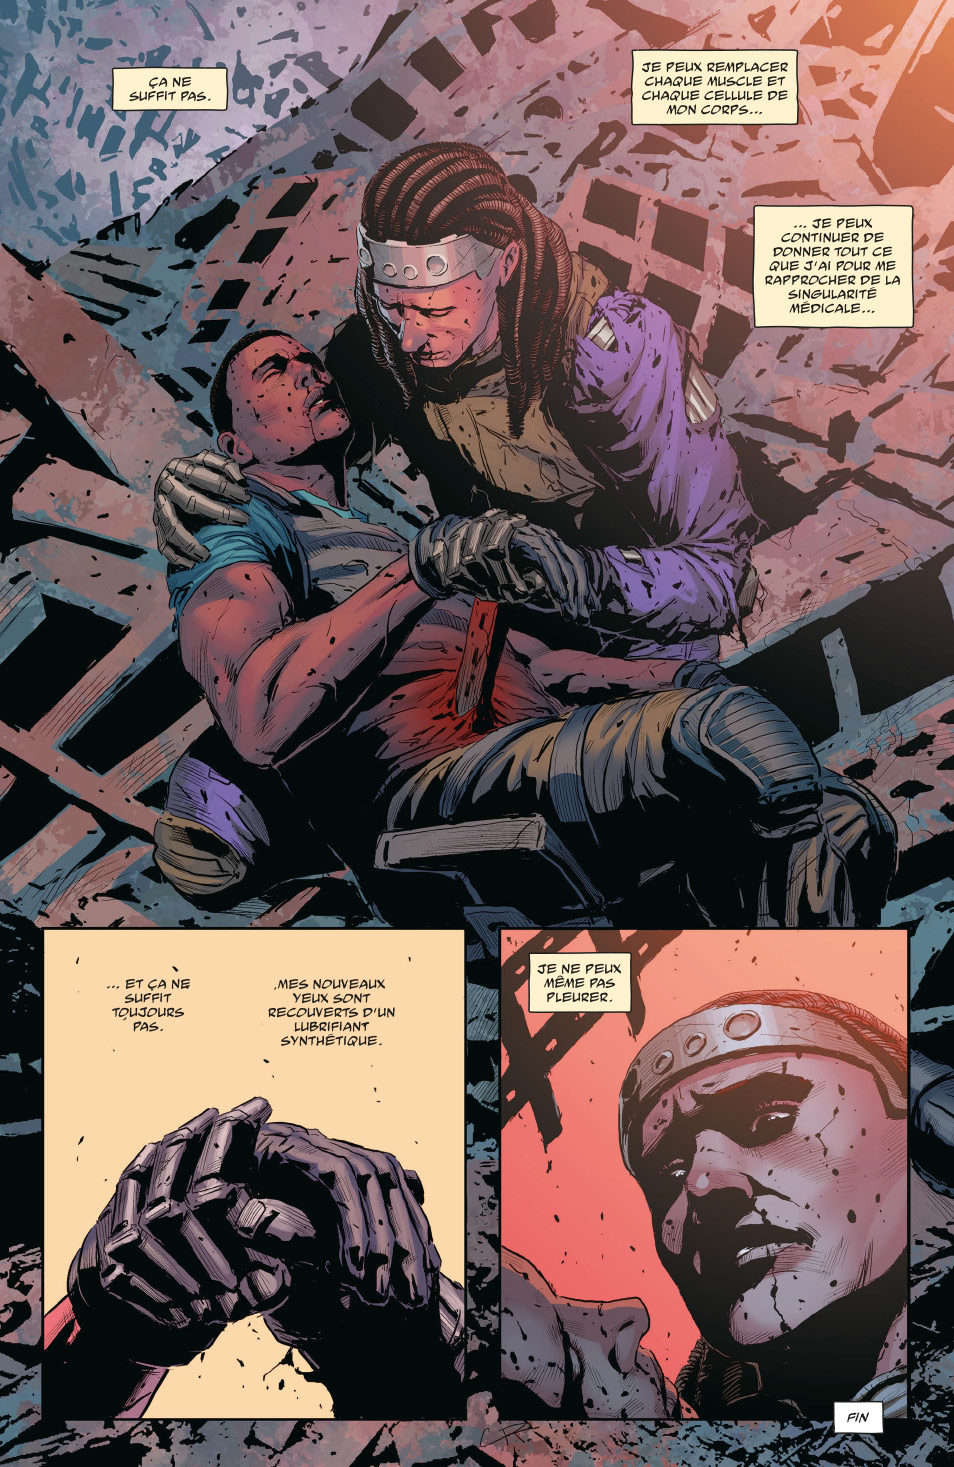 ÇA NE
SUFFIT PAS.
JE PEUX REMPLACER
CHAQUE MUSCLE ET
CHAQUE CELLULE DE
MON CORPS...
... JE PEUX
CONTINUER DE
DONNER TOUT CE
QUE J'AI POUR ME
RAPPROCHER DE LA
SINGULARITÉ
MÉDICALE...
... ET ÇA NE
SUFFIT
TOUJOURS
PAS.
MES NOUVEAUX
YEUX SONT
RECOUVERTS D'UN
LUBRIFIANT
SYNTHÉTIQUE.
JE NE PEUX
MÊME PAS
PLEURER.
FIN